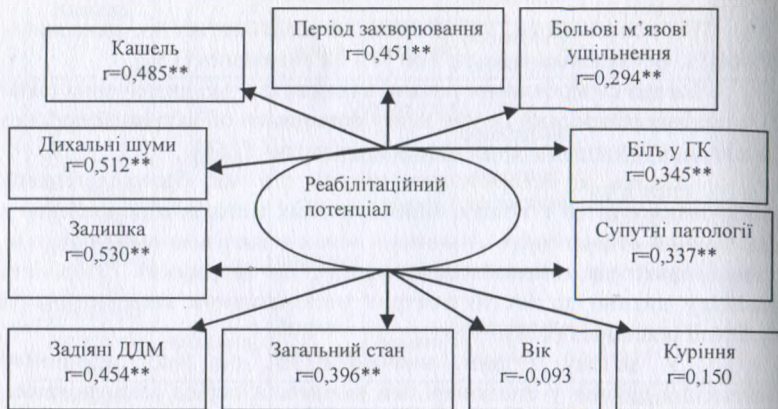 Кашель
r=0,485**
Період захворювання
r=0,451**
Больові м’язові
ущільнення
r=0,294**
Дихальні шуми
r=0,512**
Біль у ГК
r=0,345**
Реабілітаційний
потенціал
Задишка
r=0,530**
Супутні патології
r=0,337**
Задіяні ДДМ
r=0,454**
Загальний стан
r=0,396**
Вік
r=0,093
Куріння
r=0,150